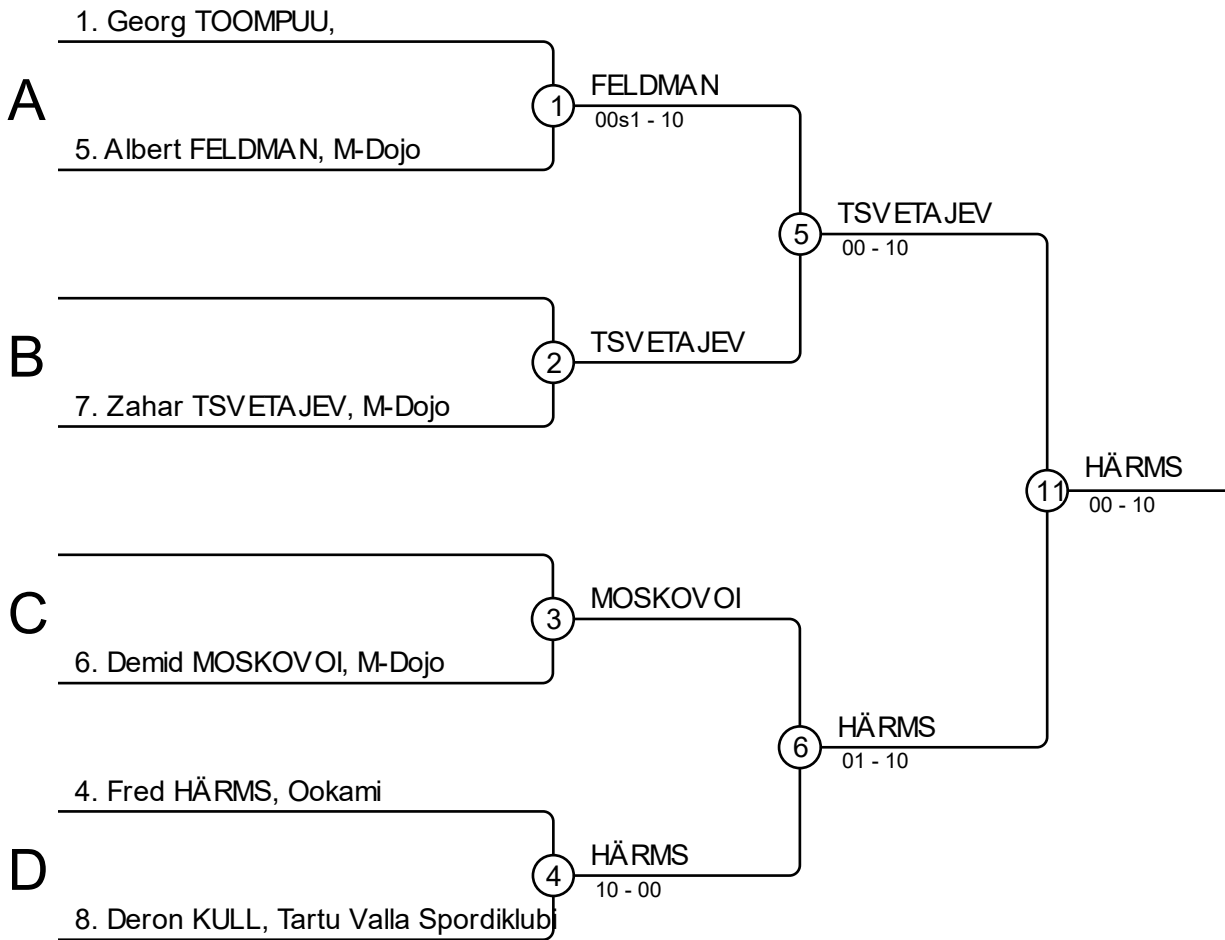 1. Georg TOOMPUU,
A
1
FELDMAN
00s1 - 10
5. Albert FELDMAN, M-Dojo
5
TSVETAJEV
00 - 10
B
2
TSVETAJEV
7. Zahar TSVETAJEV, M-Dojo
11
HÄRMS
00 - 10
C
3
MOSKOVOI
6. Demid MOSKOVOI, M-Dojo
6
HÄRMS
01 - 10
4. Fred HÄRMS, Ookami
D
4
HÄRMS
10 - 00
8. Deron KULL, Tartu Valla Spordiklubi